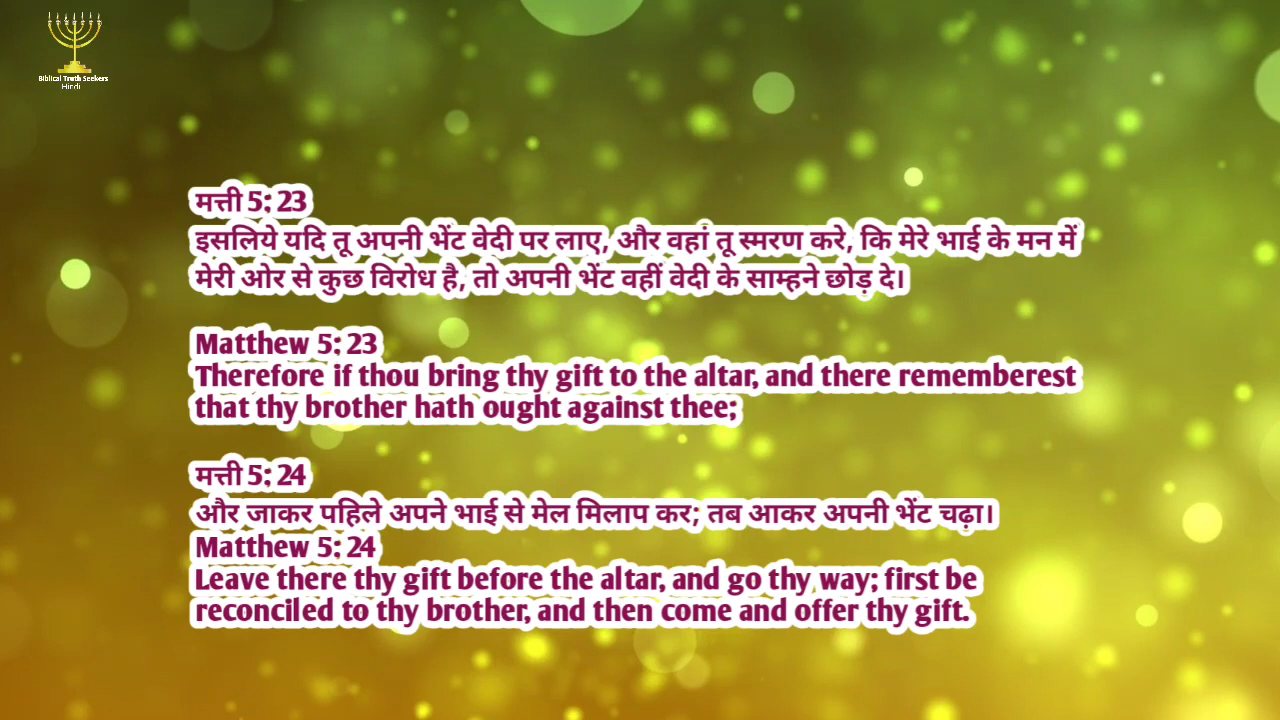 Biblical Truth Seekers
Hindi
मत्ती 5: 23
इसलिये यदि तू अपनी भेंट वेदी पर लाए, और वहां तू स्मरण करे, कि मेरे भाई के मन में
मेरी ओर से कुछ विरोध है, तो अपनी भेंट वहीं वेदी के साम्हने छोड़ दे।
Matthew 5: 23
Therefore if thou bring thy gift to the altar, and there rememberest
that thy brother hath ought against thee;
मत्ती 5: 24
और जाकर पहिले अपने भाई से मेल मिलाप कर; तब आकर अपनी भेंट चढ़ा।
Matthew 5: 24
Leave there thy gift before the altar, and go thy way; first be
reconciled to thy brother, and then come and offer thy gift.